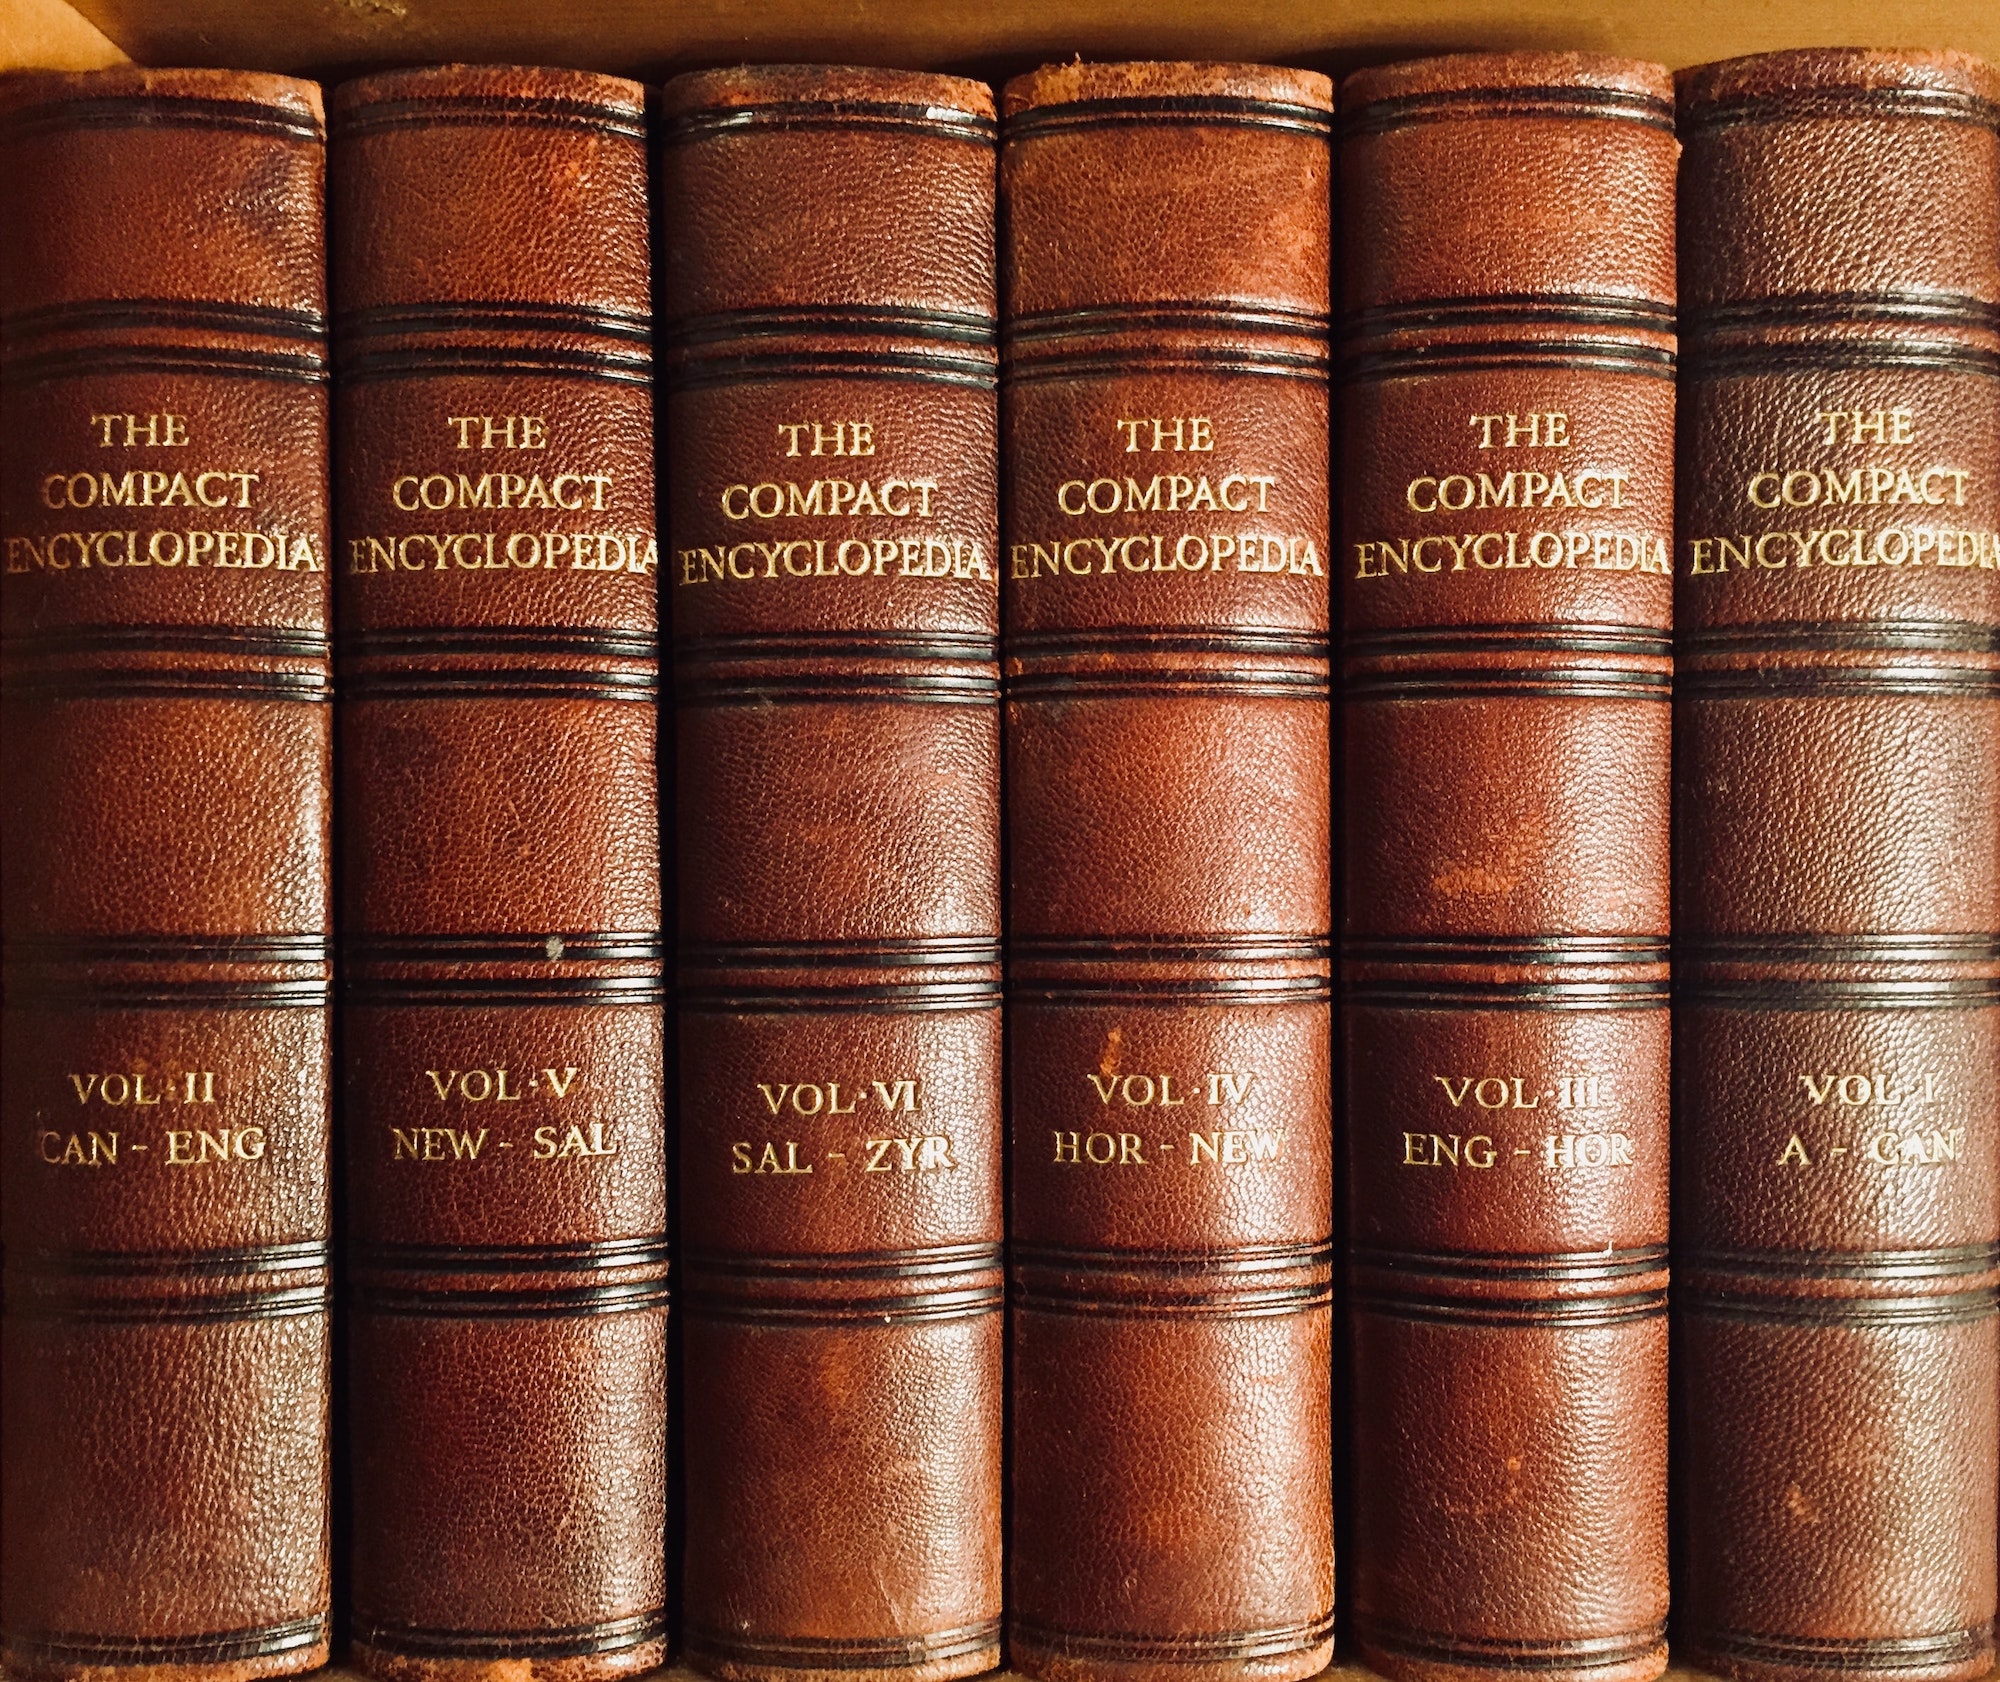 THE
COMPACT
ENCYCLOPEDIA
VOL·II
CAN - ENG
THE
COMPACT
ENCYCLOPEDIA
VOL·V
NEW - SAL
THE
COMPACT
ENCYCLOPEDIA
VOL·VI
SAL - ZYR
THE
COMPACT
ENCYCLOPEDIA
VOL·IV
HOR - NEW
THE
COMPACT
ENCYCLOPEDIA
VOL·III
ENG - HOR
THE
COMPACT
ENCYCLOPEDIA
VOL·I
A - CAN